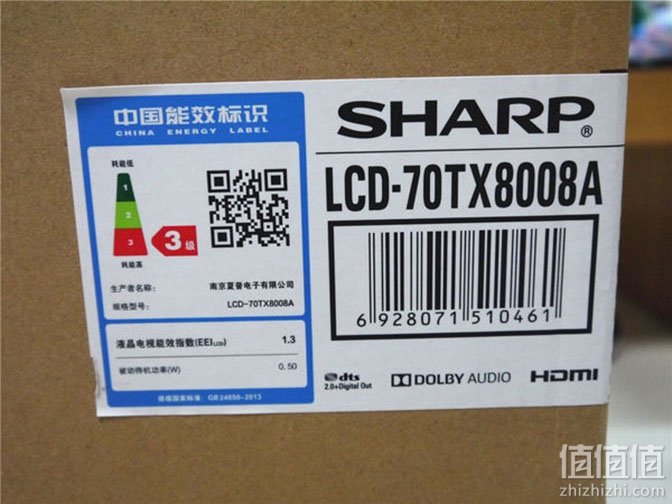 中国能效标识
CHINA ENERGY LABEL
耗能低
1
2
3
3级
耗能高
生产者名称:
南京夏普电子有限公司
规格型号:
LCD-70TX8008A
液晶电视能效指数(EEILCD)
1.3
被动待机功率(W)
0.50
依据国家标准: GB 24850-2013
SHARP®
LCD-70TX8008A
6 928071 510461
dts
2.0+Digital Out
DOLBY AUDIO
HDMI
值值值
zhizhizhi.com